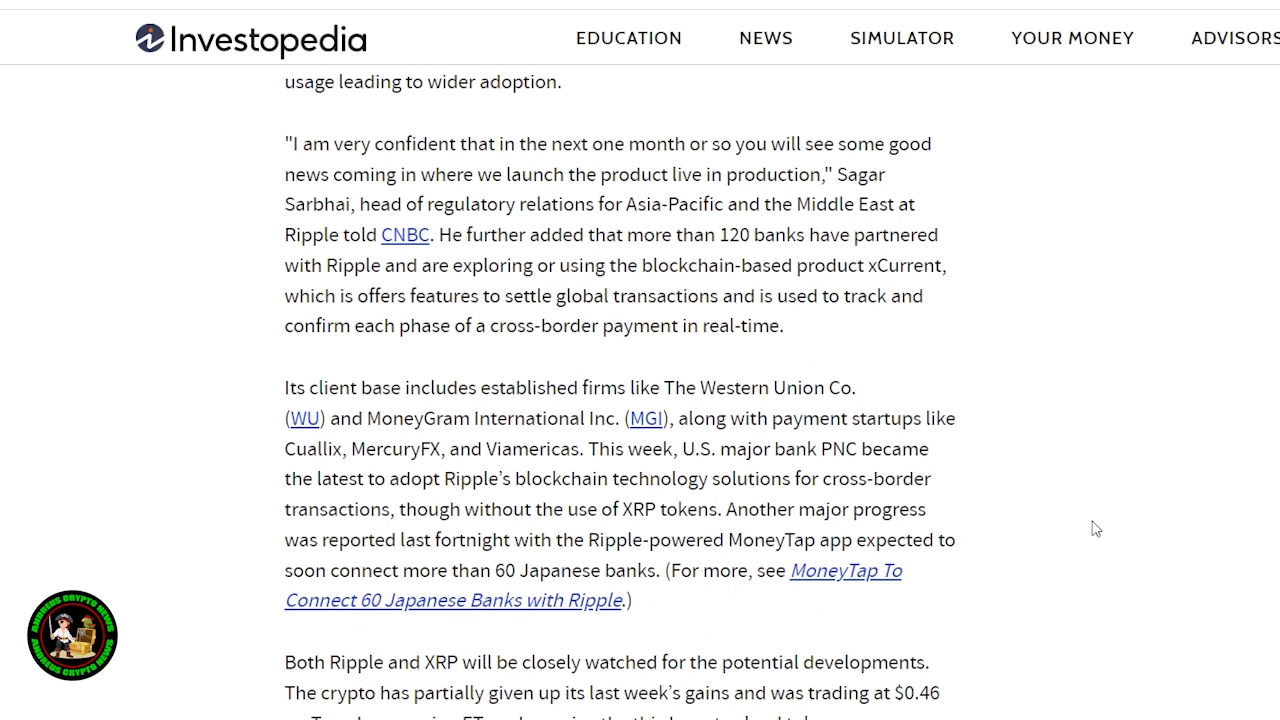 Investopedia
EDUCATION NEWS SIMULATOR YOUR MONEY ADVISORS
usage leading to wider adoption.
"I am very confident that in the next one month or so you will see some good
news coming in where we launch the product live in production," Sagar
Sarbhai, head of regulatory relations for Asia-Pacific and the Middle East at
Ripple told CNBC. He further added that more than 120 banks have partnered
with Ripple and are exploring or using the blockchain-based product xCurrent,
which is offers features to settle global transactions and is used to track and
confirm each phase of a cross-border payment in real-time.
Its client base includes established firms like The Western Union Co.
(WU) and MoneyGram International Inc. (MGI), along with payment startups like
Cuallix, MercuryFX, and Viamericas. This week, U.S. major bank PNC became
the latest to adopt Ripple’s blockchain technology solutions for cross-border
transactions, though without the use of XRP tokens. Another major progress
was reported last fortnight with the Ripple-powered MoneyTap app expected to
soon connect more than 60 Japanese banks. (For more, see MoneyTap To
Connect 60 Japanese Banks with Ripple.)
Both Ripple and XRP will be closely watched for the potential developments.
The crypto has partially given up its last week’s gains and was trading at $0.46
ANDREUS CRYPTO NEWS
ANDREUS CRYPTO NEWS